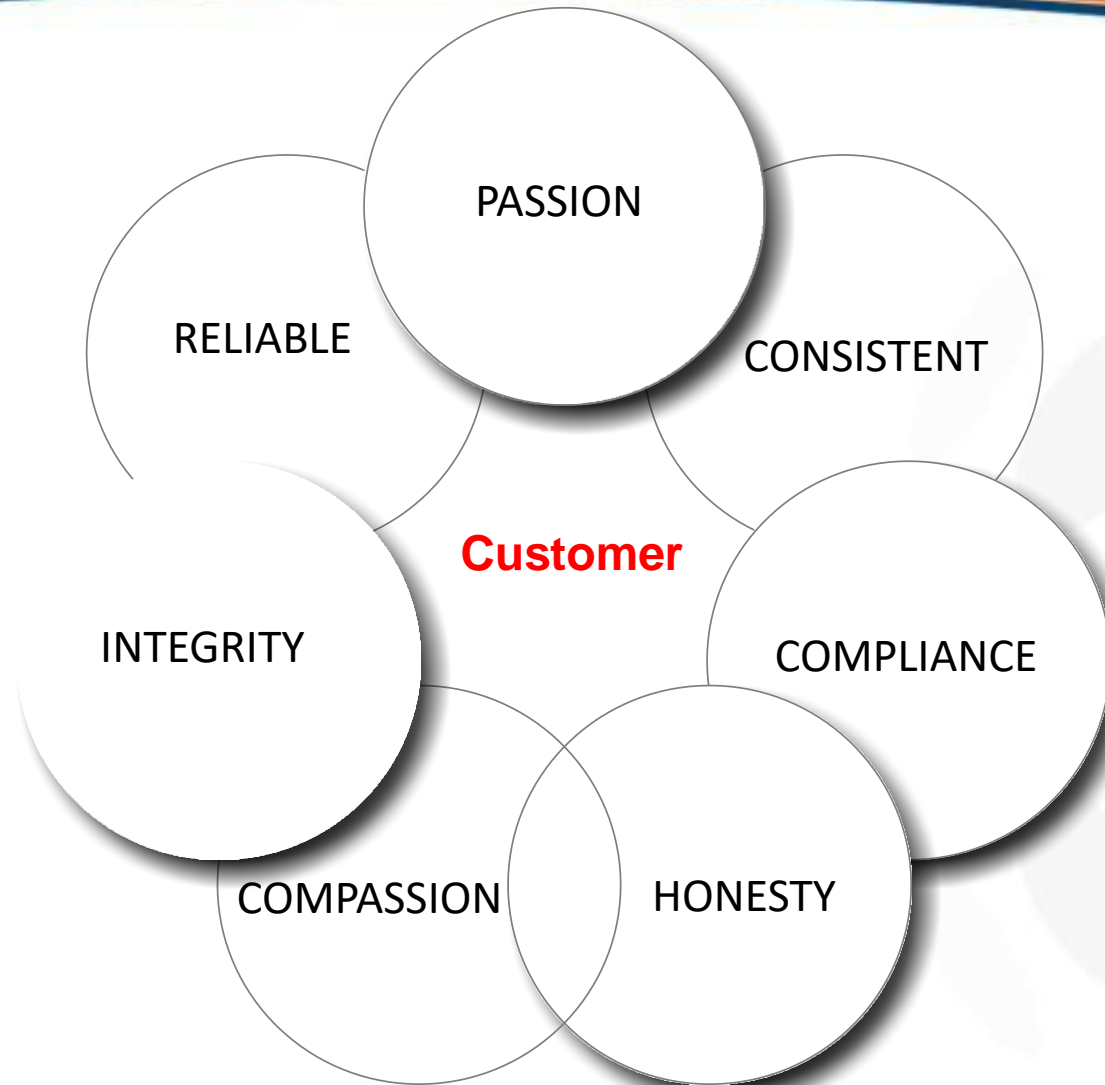 PASSION
RELIABLE
CONSISTENT
Customer
INTEGRITY
COMPLIANCE
COMPASSION
HONESTY